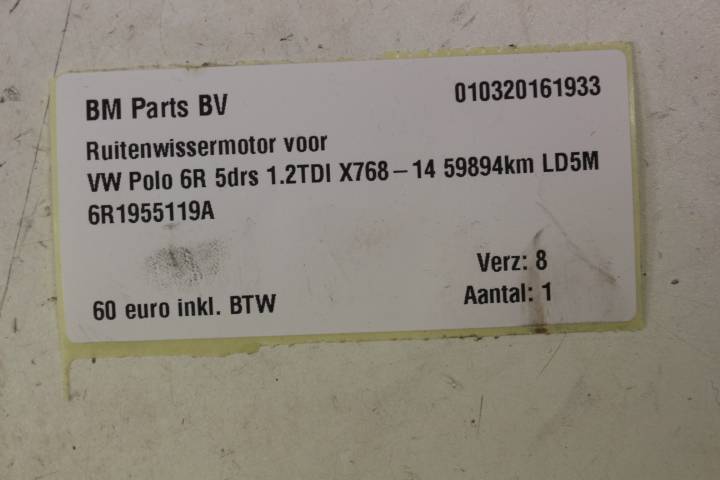 BM Parts BV 010320161933
Ruitenwissermotor voor
VW Polo 6R 5drs 1.2TDI X768-14 59894km LD5M
6R1955119A
Verz: 8
60 euro inkl. BTW Aantal: 1